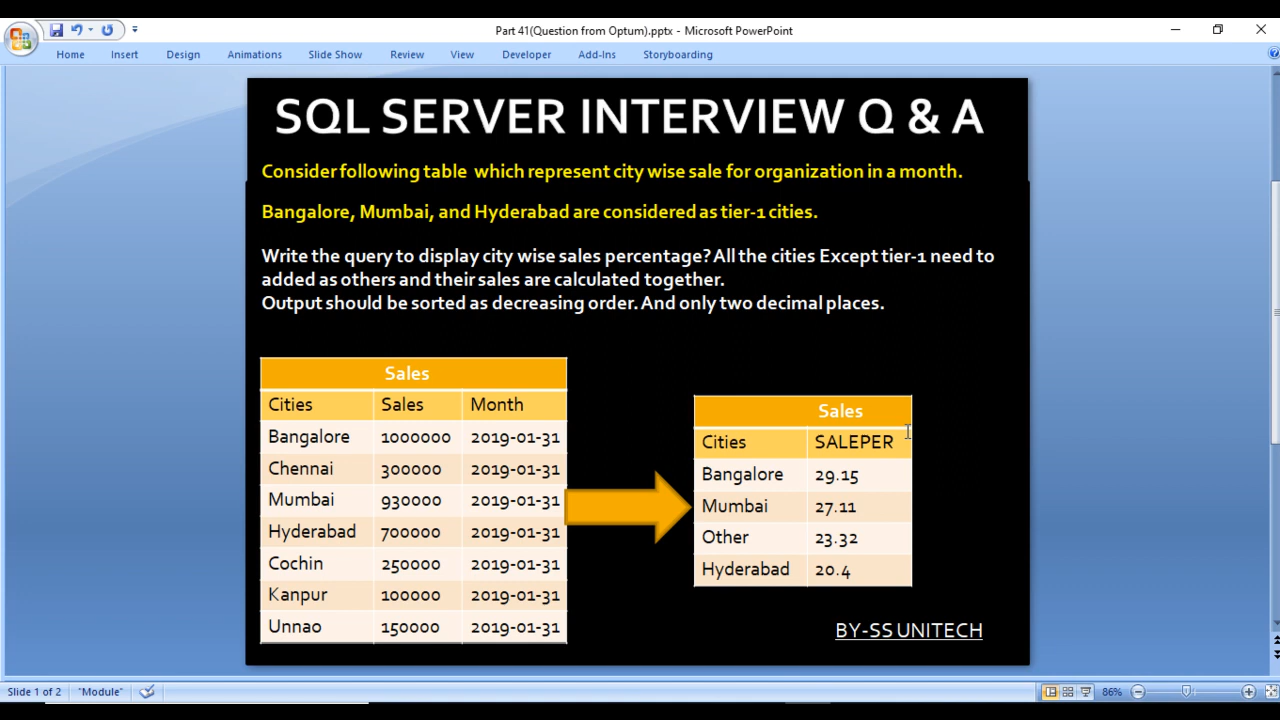 Part 41(Question from Optum).pptx - Microsoft PowerPoint
Home Insert Design Animations Slide Show Review View Developer Add-Ins Storyboarding
SQL SERVER INTERVIEW Q & A
Consider following table which represent city wise sale for organization in a month.
Bangalore, Mumbai, and Hyderabad are considered as tier-1 cities.
Write the query to display city wise sales percentage? All the cities Except tier-1 need to
added as others and their sales are calculated together.
Output should be sorted as decreasing order. And only two decimal places.
Sales
Cities Sales Month
Bangalore 1000000 2019-01-31
Chennai 300000 2019-01-31
Mumbai 930000 2019-01-31
Hyderabad 700000 2019-01-31
Cochin 250000 2019-01-31
Kanpur 100000 2019-01-31
Unnao 150000 2019-01-31
Sales
Cities SALEPER
Bangalore 29.15
Mumbai 27.11
Other 23.32
Hyderabad 20.4
BY-SS UNITECH
Slide 1 of 2 "Module" 86%